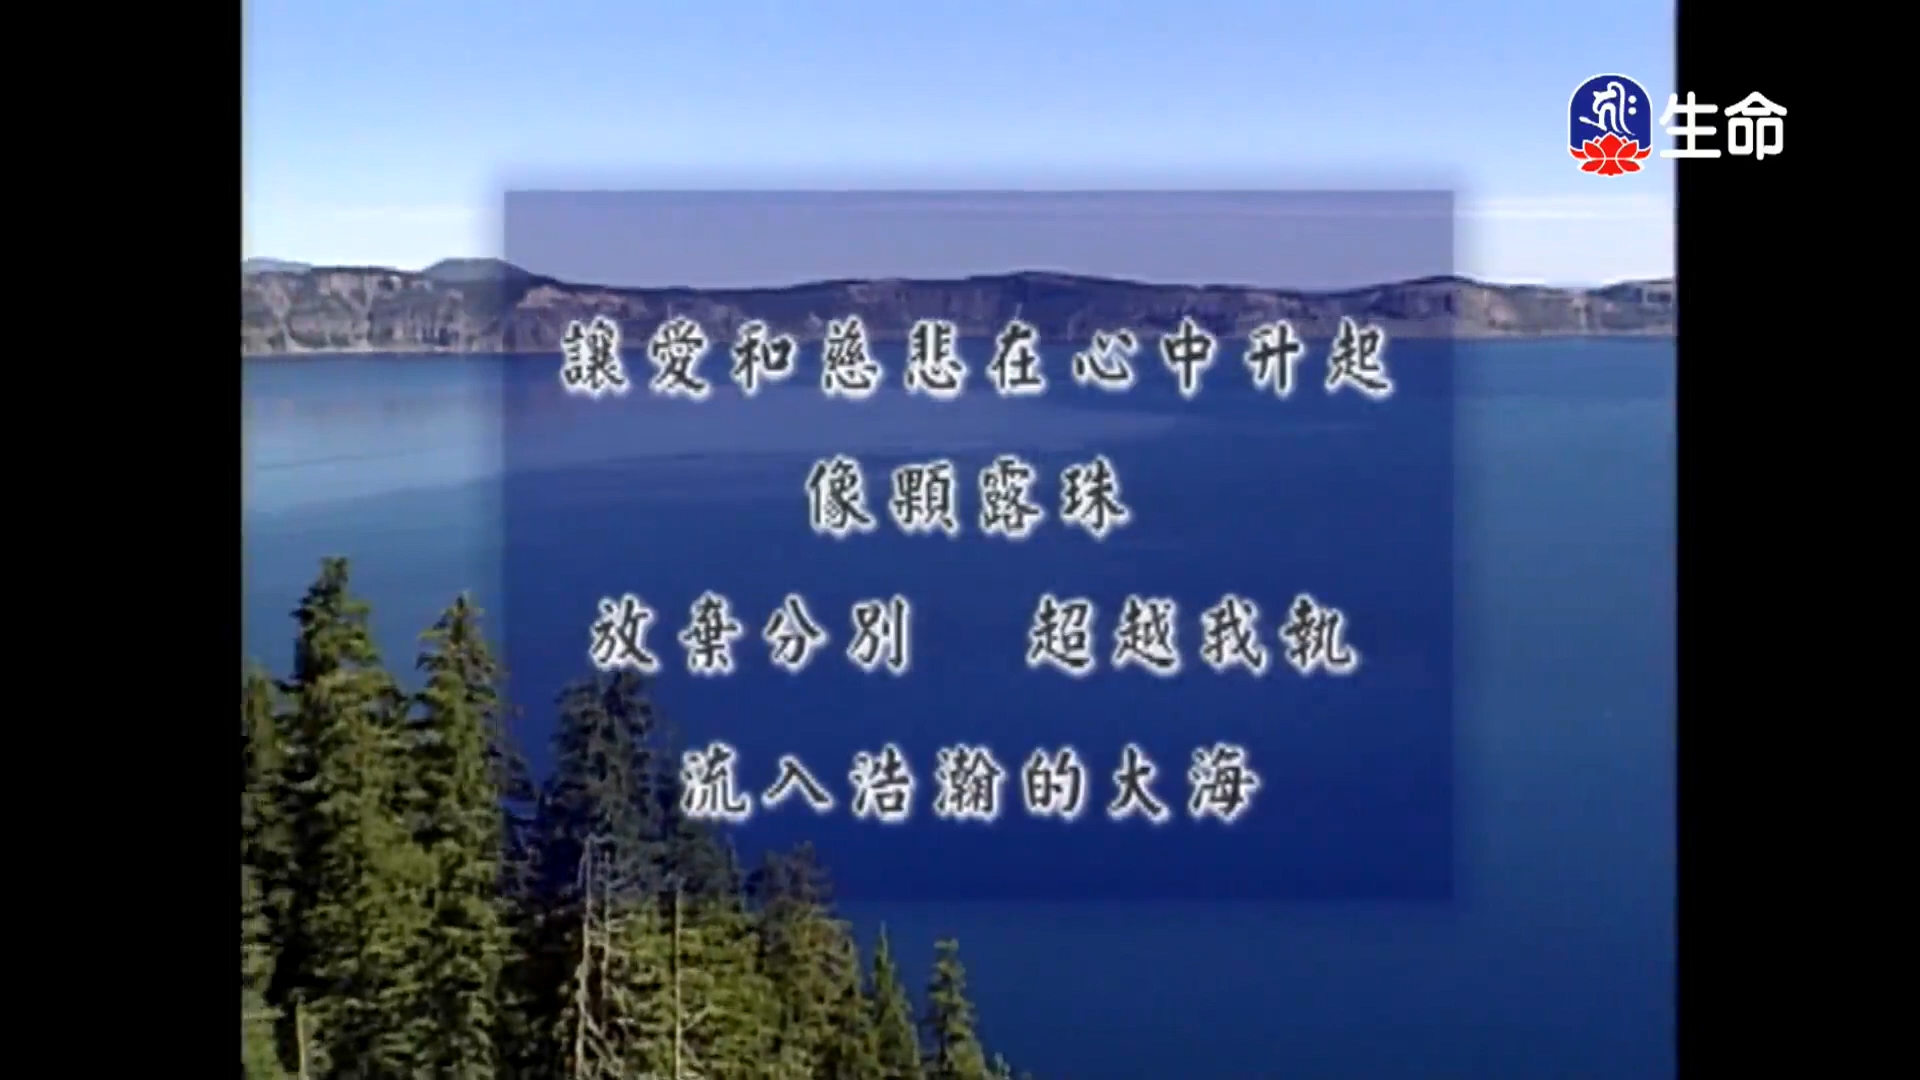 生命
讓愛和慈悲在心中升起
像顆露珠
放棄分別　超越我執
流入浩瀚的大海